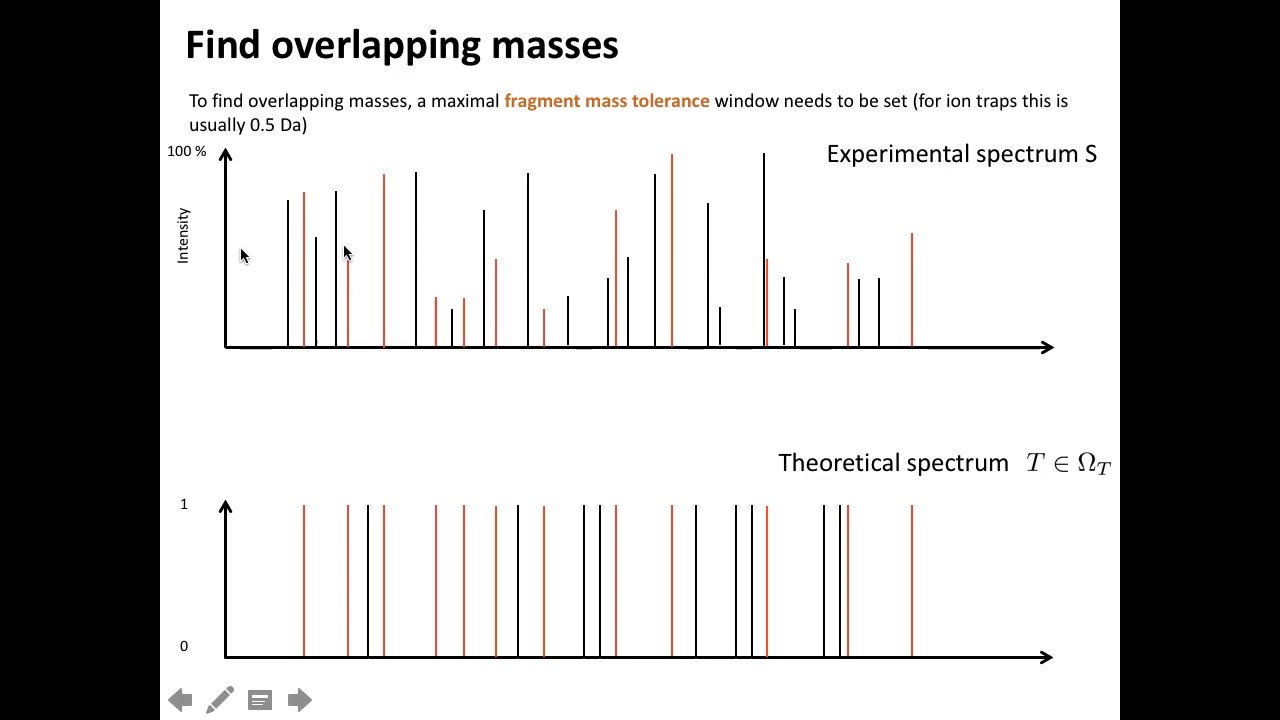 Find overlapping masses
To find overlapping masses, a maximal fragment mass tolerance window needs to be set (for ion traps this is
usually 0.5 Da)
100 %
Experimental spectrum S
Intensity
Theoretical spectrum T ∈ Ω_T
1
0